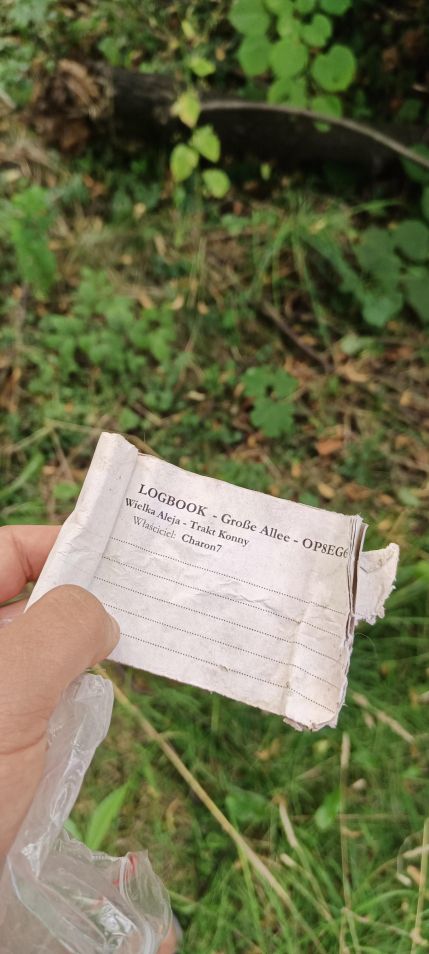 LOGBOOK - Große Allee - OP8EG6
Wielka Aleja - Trakt Konny
Właściciel: Charon7